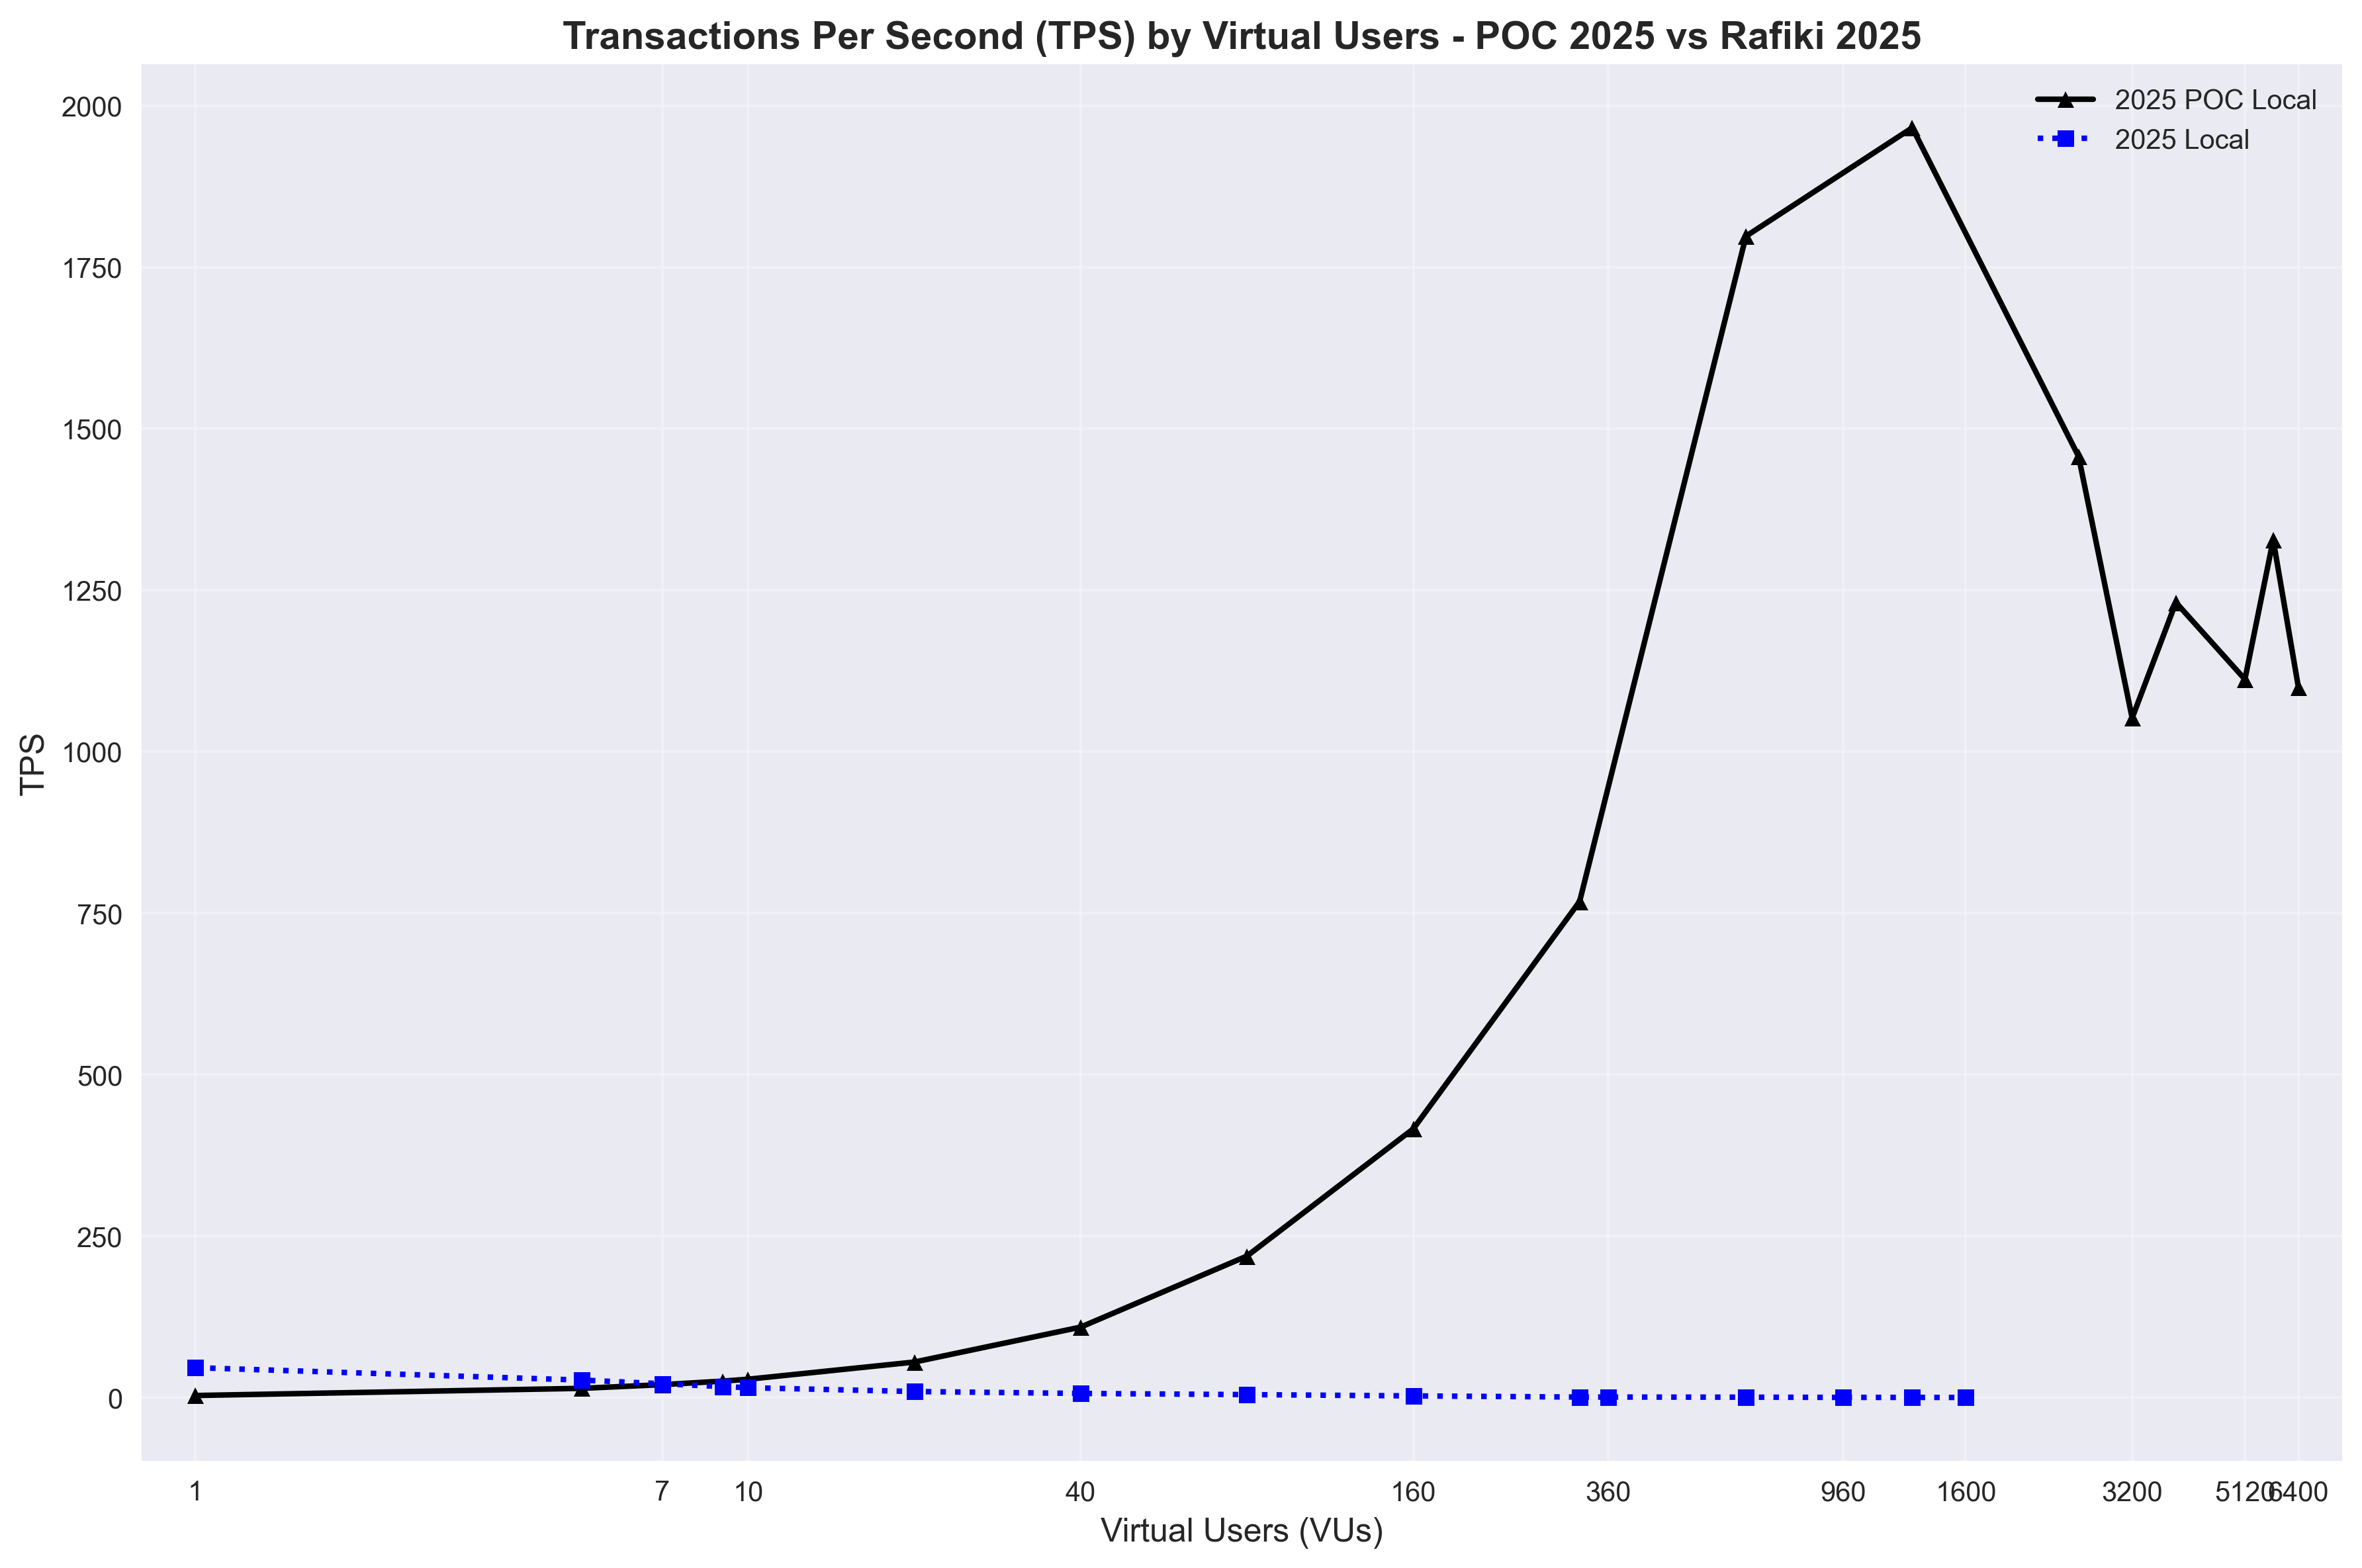 Transactions Per Second (TPS) by Virtual Users - POC 2025 vs Rafiki 2025
2025 POC Local
2025 Local
TPS
2000
1750
1500
1250
1000
750
500
250
0
1 7 10 40 160 360 960 1600 3200 5120 6400
Virtual Users (VUs)